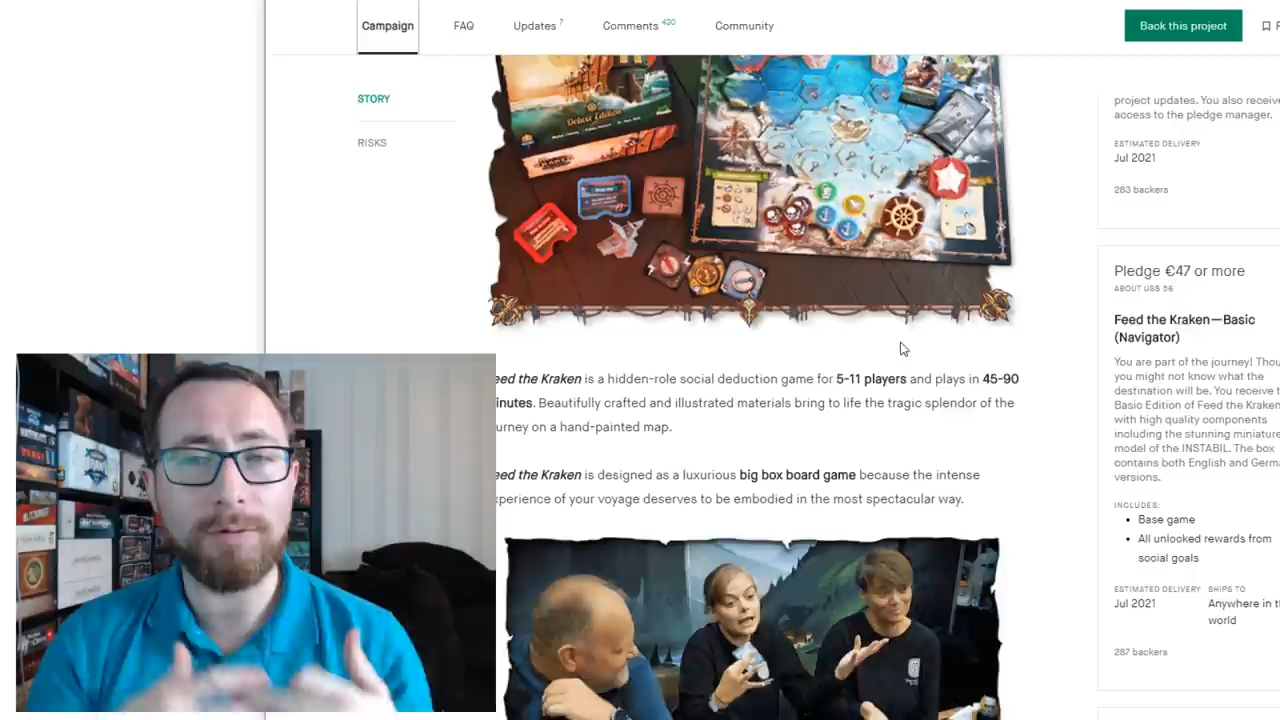 Campaign
FAQ
Updates 7
Comments 430
Community
Back this project
STORY
RISKS
Deluxe Edition
project updates. You also receive
access to the pledge manager.
ESTIMATED DELIVERY
Jul 2021
283 backers
Feed the Kraken is a hidden-role social deduction game for 5-11 players and plays in 45-90
inutes. Beautifully crafted and illustrated materials bring to life the tragic splendor of the
urney on a hand-painted map.
eed the Kraken is designed as a luxurious big box board game because the intense
xperience of your voyage deserves to be embodied in the most spectacular way.
Pledge €47 or more
ABOUT US$ 56
Feed the Kraken—Basic
(Navigator)
You are part of the journey! Thou
you might not know what the
destination will be. You receive t
Basic Edition of Feed the Kraken
with high quality components
including the stunning miniature
model of the INSTABIL. The box
contains both English and Germa
versions.
INCLUDES:
Base game
All unlocked rewards from
social goals
ESTIMATED DELIVERY
Jul 2021
SHIPS TO
Anywhere in th
world
287 backers